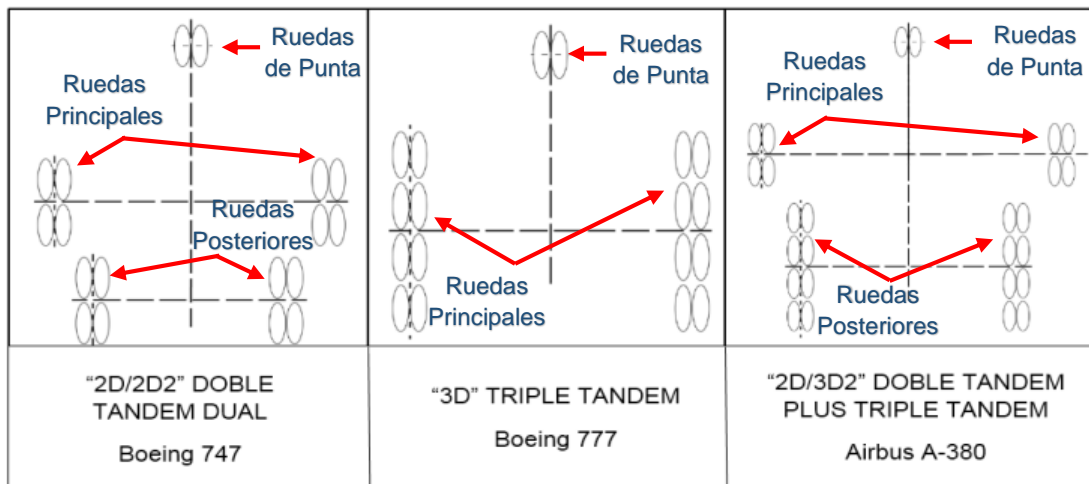 Ruedas
de Punta
Ruedas
Principales
Ruedas
Posteriores
"2D/2D2" DOBLE
TANDEM DUAL
Boeing 747
Ruedas
de Punta
Ruedas
Principales
"3D" TRIPLE TANDEM
Boeing 777
Ruedas
de Punta
Ruedas
Principales
Ruedas
Posteriores
"2D/3D2" DOBLE TANDEM
PLUS TRIPLE TANDEM
Airbus A-380